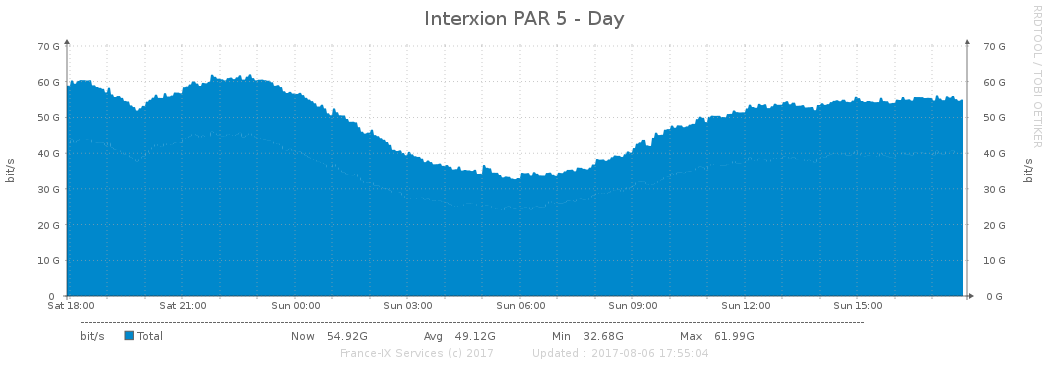 Interxion PAR 5 - Day
RRDTOOL / TOBI OETIKER
bit/s
70 G 70 G
60 G 60 G
50 G 50 G
40 G 40 G
30 G 30 G
20 G 20 G
10 G 10 G
0 0 G
bit/s
Sat 18:00 Sat 21:00 Sun 00:00 Sun 03:00 Sun 06:00 Sun 09:00 Sun 12:00 Sun 15:00
bit/s Total Now 54.92G Avg 49.12G Min 32.68G Max 61.99G
France-IX Services (c) 2017 Updated : 2017-08-06 17:55:04